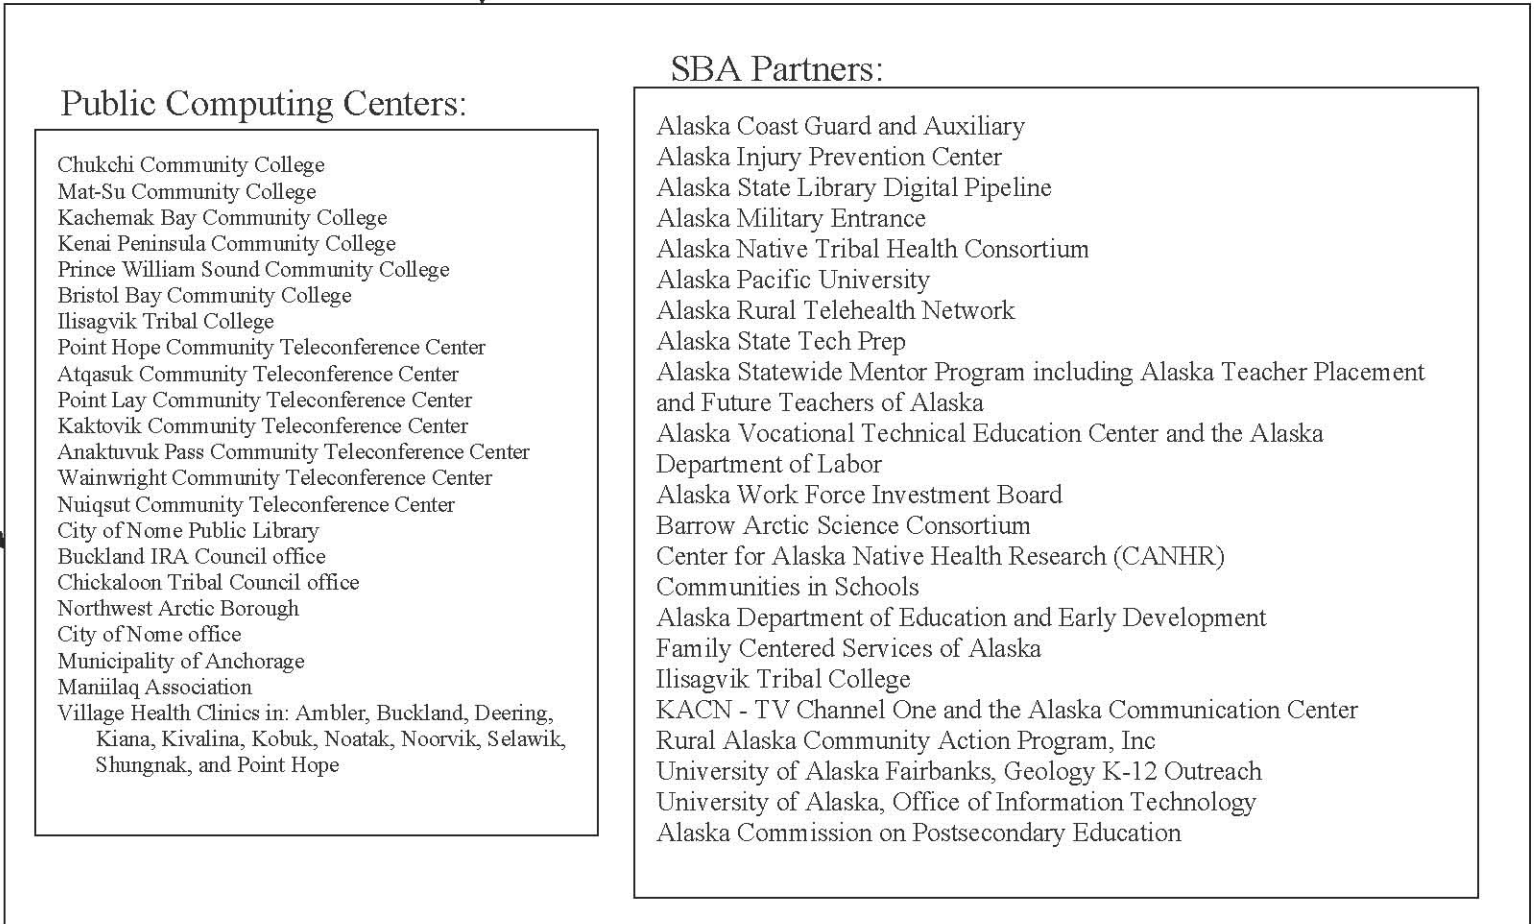 Public Computing Centers:
Chukchi Community College
Mat-Su Community College
Kachemak Bay Community College
Kenai Peninsula Community College
Prince William Sound Community College
Bristol Bay Community College
Ilisagvik Tribal College
Point Hope Community Teleconference Center
Atqasuk Community Teleconference Center
Point Lay Community Teleconference Center
Kaktovik Community Teleconference Center
Anaktuvuk Pass Community Teleconference Center
Wainwright Community Teleconference Center
Nuiqsut Community Teleconference Center
City of Nome Public Library
Buckland IRA Council office
Chickaloon Tribal Council office
Northwest Arctic Borough
City of Nome office
Municipality of Anchorage
Maniilaq Association
Village Health Clinics in: Ambler, Buckland, Deering,
Kiana, Kivalina, Kobuk, Noatak, Noorvik, Selawik,
Shungnak, and Point Hope
SBA Partners:
Alaska Coast Guard and Auxiliary
Alaska Injury Prevention Center
Alaska State Library Digital Pipeline
Alaska Military Entrance
Alaska Native Tribal Health Consortium
Alaska Pacific University
Alaska Rural Telehealth Network
Alaska State Tech Prep
Alaska Statewide Mentor Program including Alaska Teacher Placement
and Future Teachers of Alaska
Alaska Vocational Technical Education Center and the Alaska
Department of Labor
Alaska Work Force Investment Board
Barrow Arctic Science Consortium
Center for Alaska Native Health Research (CANHR)
Communities in Schools
Alaska Department of Education and Early Development
Family Centered Services of Alaska
Ilisagvik Tribal College
KACN - TV Channel One and the Alaska Communication Center
Rural Alaska Community Action Program, Inc
University of Alaska Fairbanks, Geology K-12 Outreach
University of Alaska, Office of Information Technology
Alaska Commission on Postsecondary Education